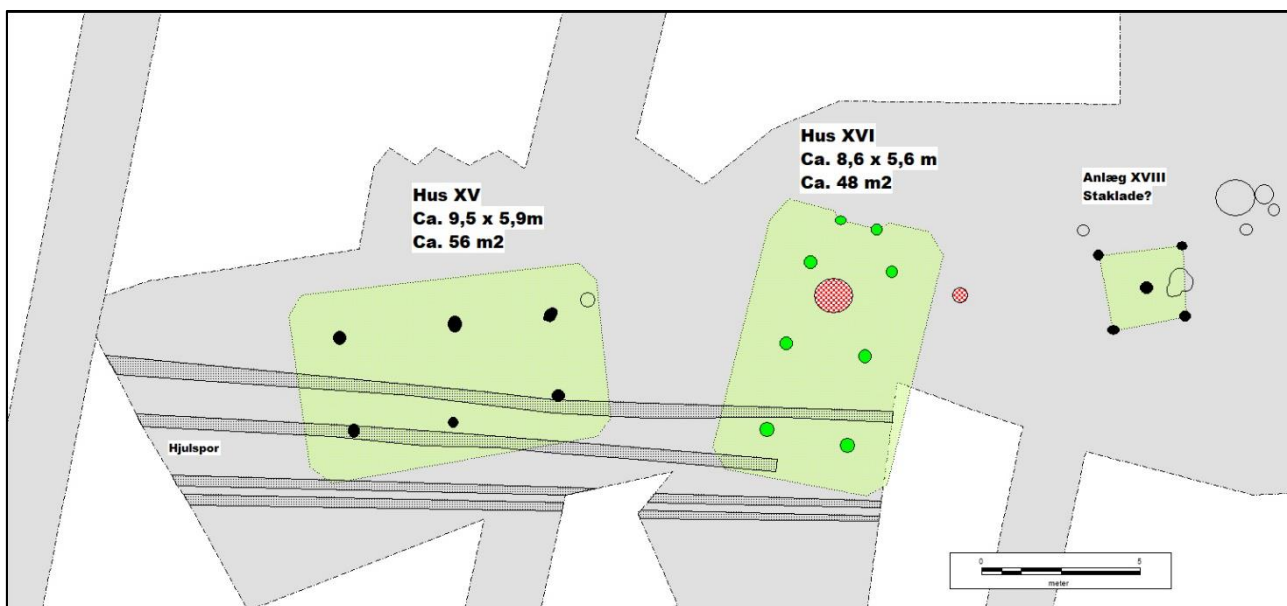 Hus XV
Ca. 9,5 x 5,9m
Ca. 56 m2
Hus XVI
Ca. 8,6 x 5,6 m
Ca. 48 m2
Anlæg XVIII
Staklade?
Hjulspor
0 5
meter